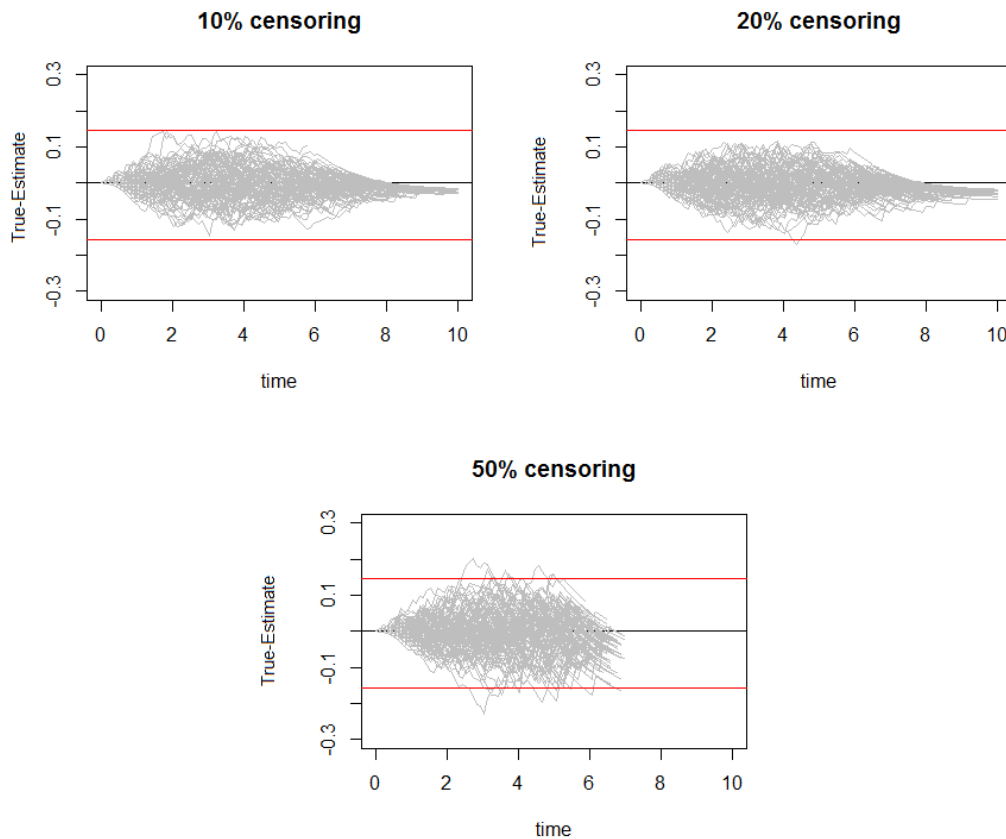 10% censoring
True-Estimate
0.3
0.1
-0.1
-0.3
0 2 4 6 8 10
time
20% censoring
True-Estimate
0.3
0.1
-0.1
-0.3
0 2 4 6 8 10
time
50% censoring
True-Estimate
0.3
0.1
-0.1
-0.3
0 2 4 6 8 10
time